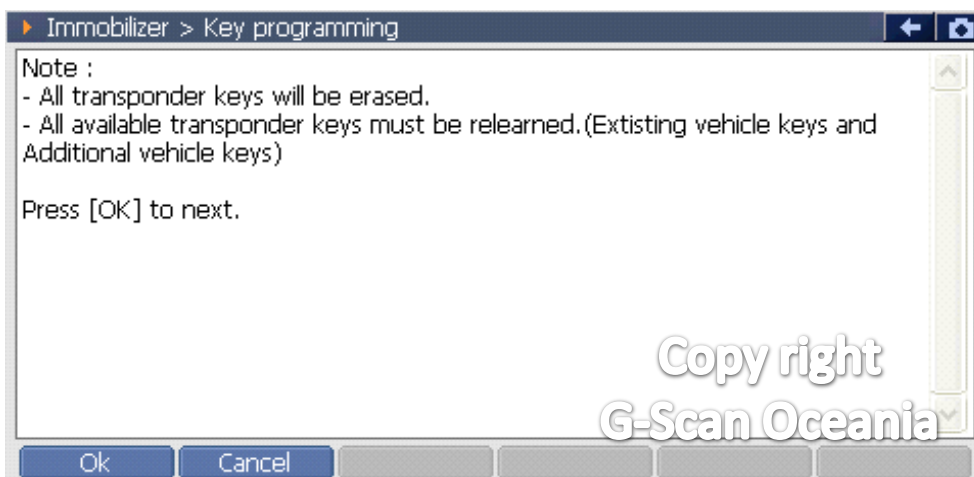 Immobilizer > Key programming
Note :
- All transponder keys will be erased.
- All available transponder keys must be relearned.(Extisting vehicle keys and
Additional vehicle keys)
Press [OK] to next.
Copy right
G-Scan Oceania
Ok
Cancel